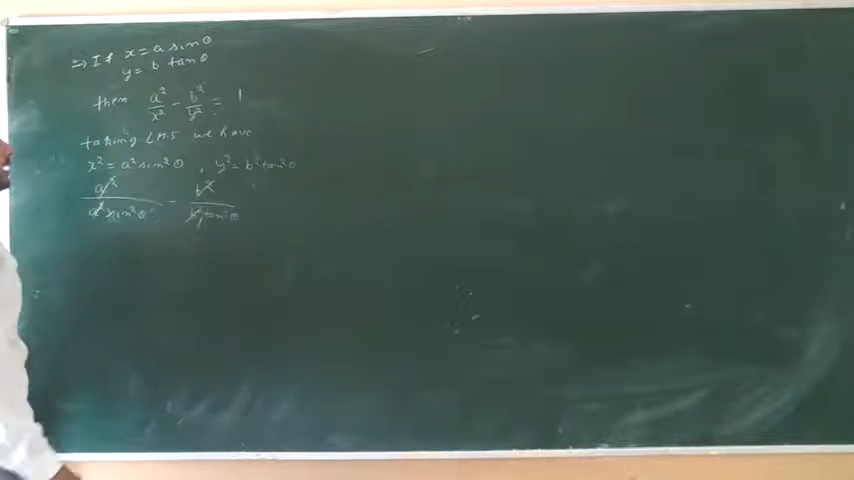 => If x = a sin θ
y = b tan θ
then a²/x² - b²/y² = 1
taking L.H.S we have
x² = a² sin² θ , y² = b² tan² θ
a²/a² sin² θ - b²/b² tan² θ